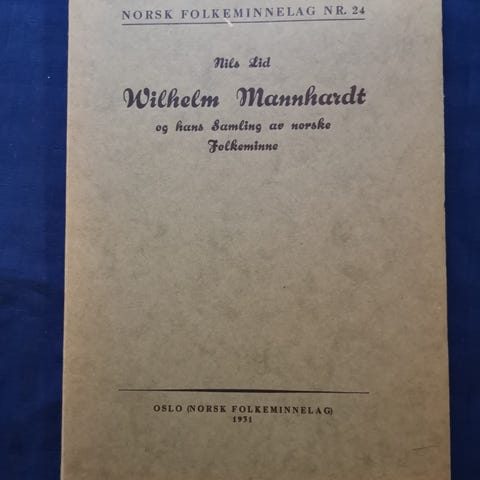 NORSK FOLKEMINNELAG NR. 24
Nils Lid
Wilhelm Mannhardt
og hans Samling av norske
Folkeminne
OSLO (NORSK FOLKEMINNELAG)
1931